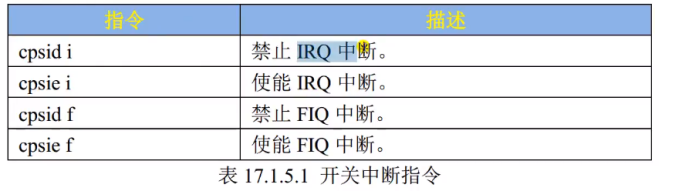 指令 描述
cpsid i 禁止 IRQ 中断。
cpsie i 使能 IRQ 中断。
cpsid f 禁止 FIQ 中断。
cpsie f 使能 FIQ 中断。
表 17.1.5.1 开关中断指令